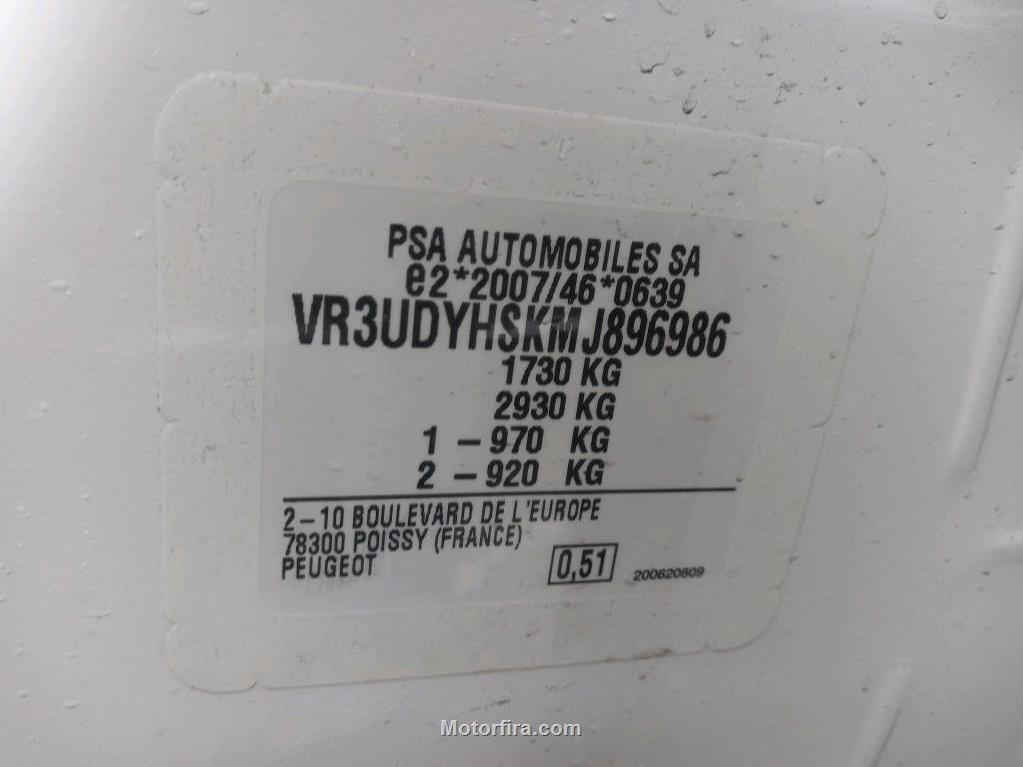 PSA AUTOMOBILES SA
e2*2007/46*0639
VR3UDYHSKMJ896986
1730 KG
2930 KG
1 – 970 KG
2 – 920 KG
2–10 BOULEVARD DE L'EUROPE
78300 POISSY (FRANCE)
PEUGEOT
0,51
200620809
Motorfira.com